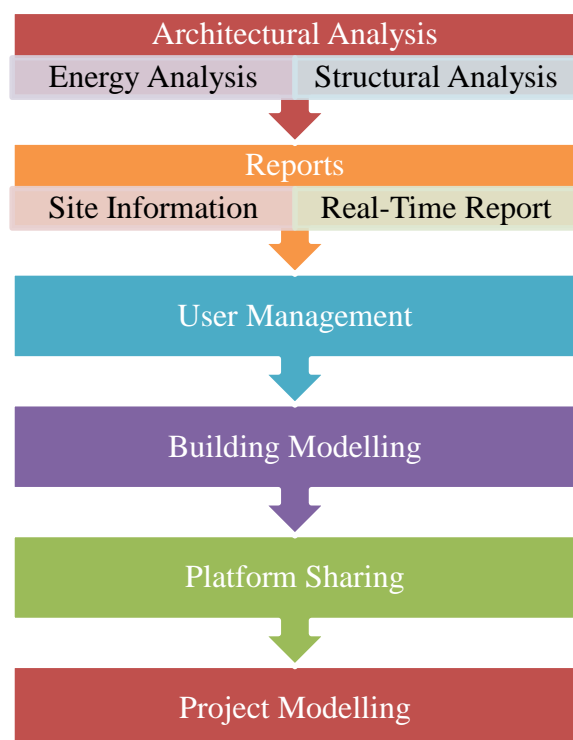 Architectural Analysis
Energy Analysis Structural Analysis
Reports
Site Information Real-Time Report
User Management
Building Modelling
Platform Sharing
Project Modelling